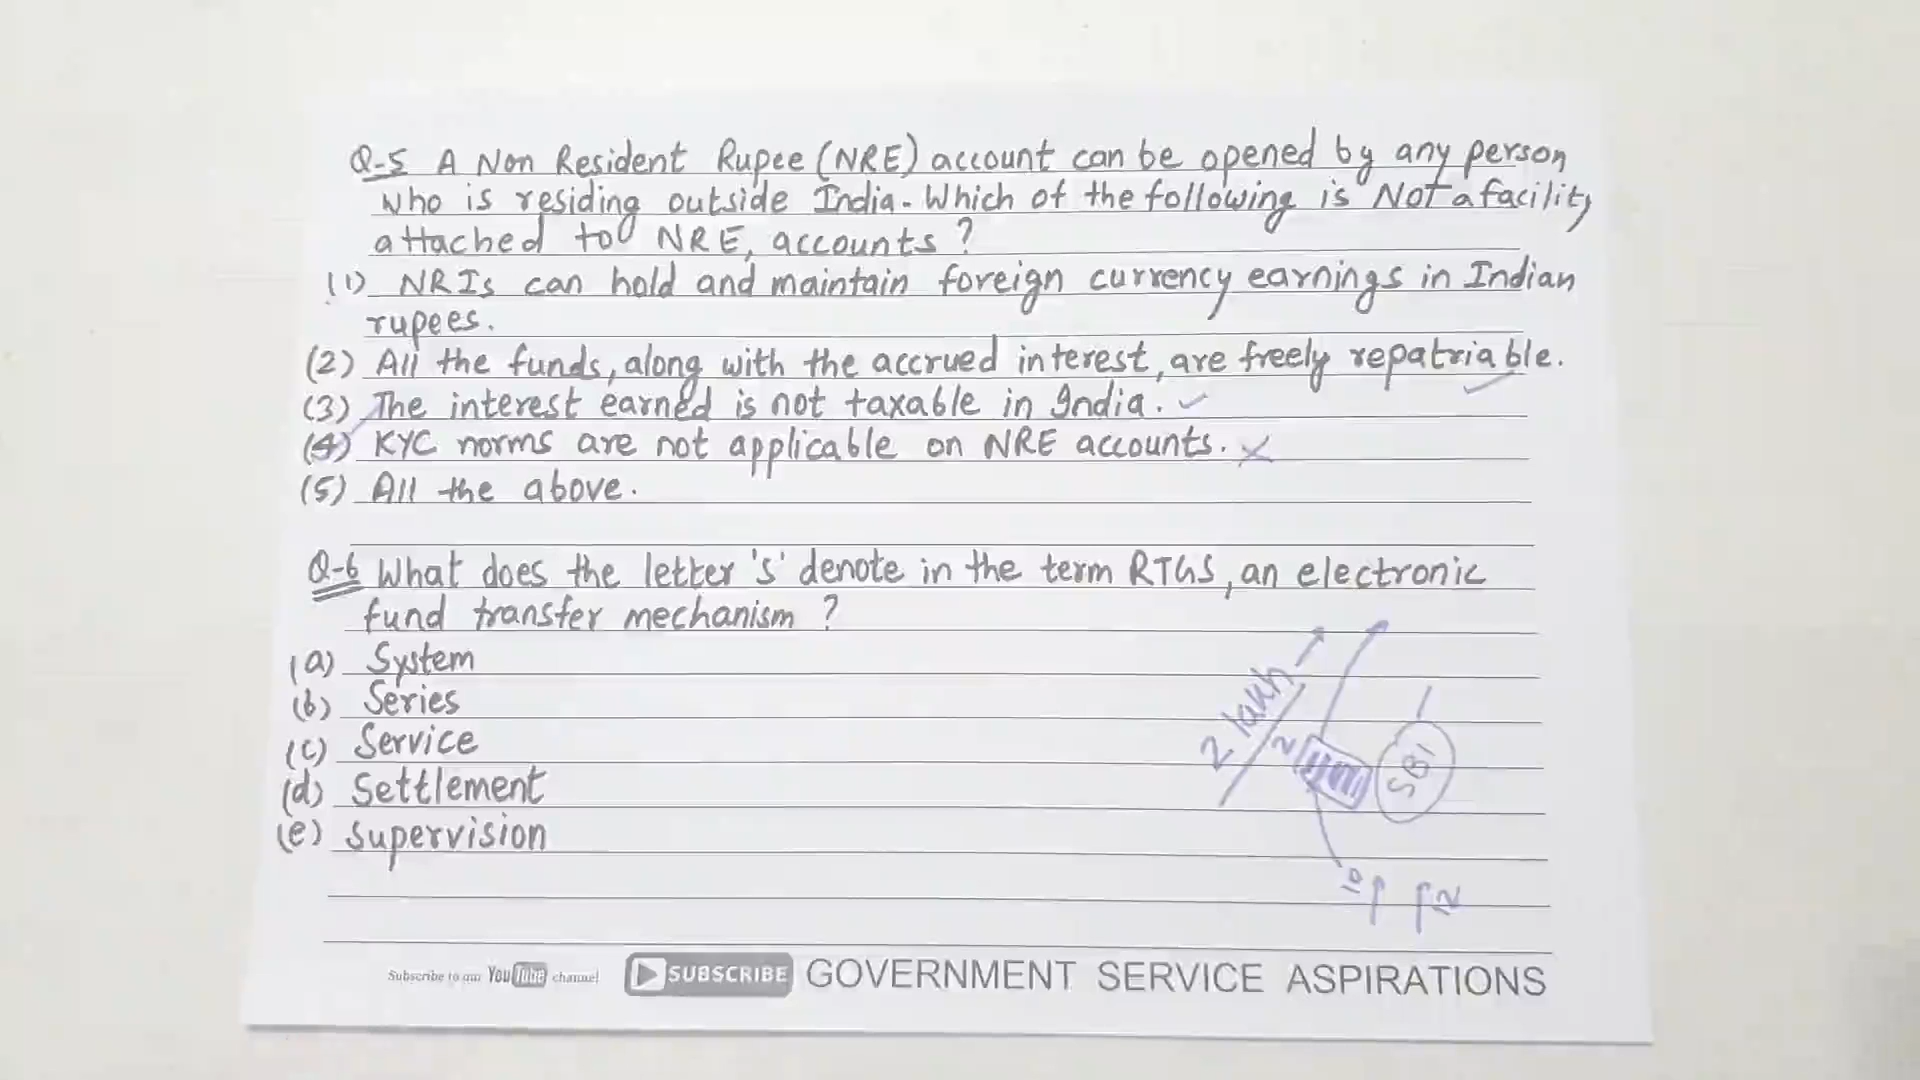 Q-5 A Non Resident Rupee (NRE) account can be opened by any person
who is residing outside India. Which of the following is Not a facility
attached to NRE, accounts ?
(1) NRIs can hold and maintain foreign currency earnings in Indian
rupees.
(2) All the funds, along with the accrued interest, are freely repatriable.
(3) The interest earned is not taxable in India.
(4) KYC norms are not applicable on NRE accounts.
(5) All the above.
Q-6 What does the letter 's' denote in the term RTGS, an electronic
fund transfer mechanism ?
(a) System
(b) Series
(c) Service
(d) Settlement
(e) Supervision
2 lakh
2
SBI
10
12
Subscribe to our YouTube channel SUBSCRIBE GOVERNMENT SERVICE ASPIRATIONS